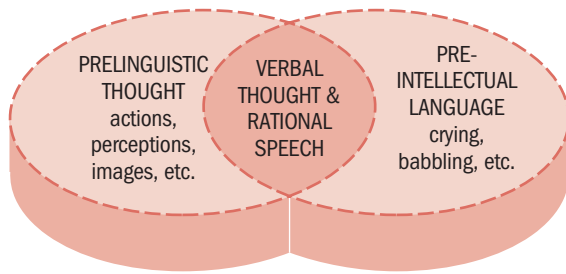 PRELINGUISTIC
THOUGHT
actions,
perceptions,
images, etc.
VERBAL
THOUGHT &
RATIONAL
SPEECH
PRE-
INTELLECTUAL
LANGUAGE
crying,
babbling, etc.